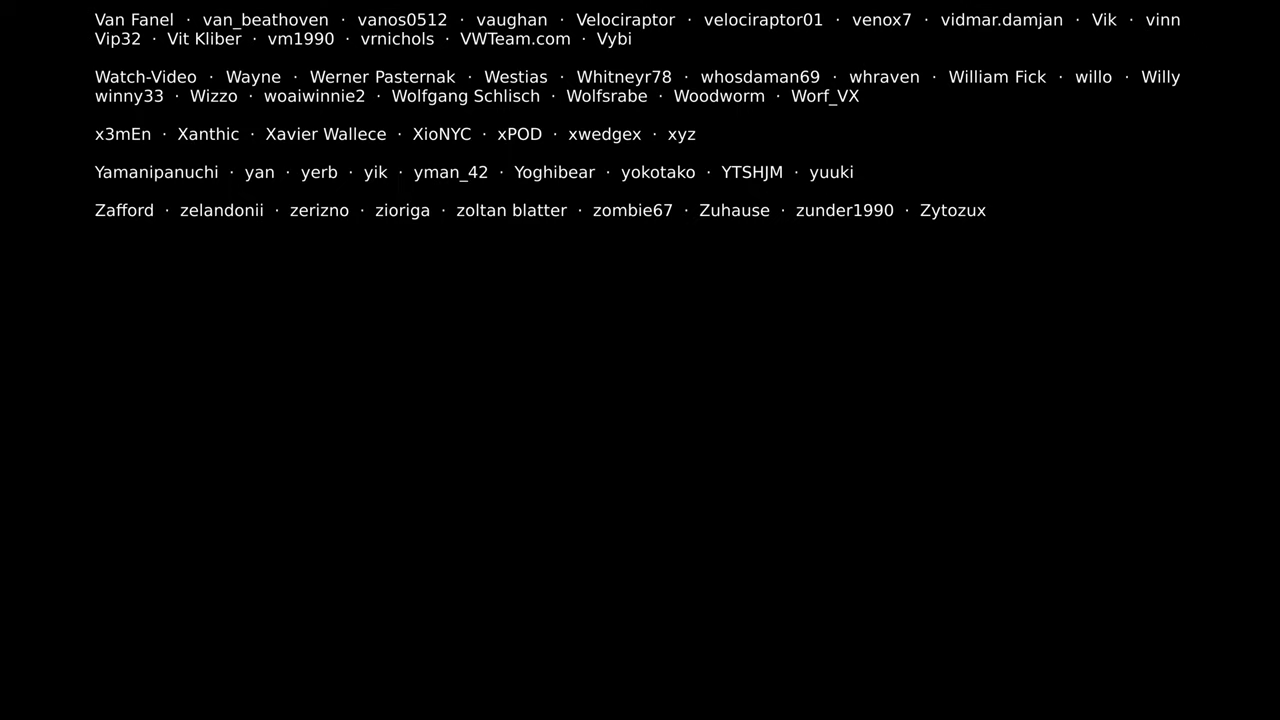 Van Fanel · van_beathoven · vanos0512 · vaughan · Velociraptor · velociraptor01 · venox7 · vidmar.damjan · Vik · vinn
Vip32 · Vit Kliber · vm1990 · vrnichols · VWTeam.com · Vybi
Watch-Video · Wayne · Werner Pasternak · Westias · Whitneyr78 · whosdaman69 · whraven · William Fick · willo · Willy
winny33 · Wizzo · woaiwinnie2 · Wolfgang Schlisch · Wolfsrabe · Woodworm · Worf_VX
x3mEn · Xanthic · Xavier Wallece · XioNYC · xPOD · xwedgex · xyz
Yamanipanuchi · yan · yerb · yik · yman_42 · Yoghibear · yokotako · YTSHJM · yuuki
Zafford · zelandonii · zerizno · zioriga · zoltan blatter · zombie67 · Zuhause · zunder1990 · Zytozux